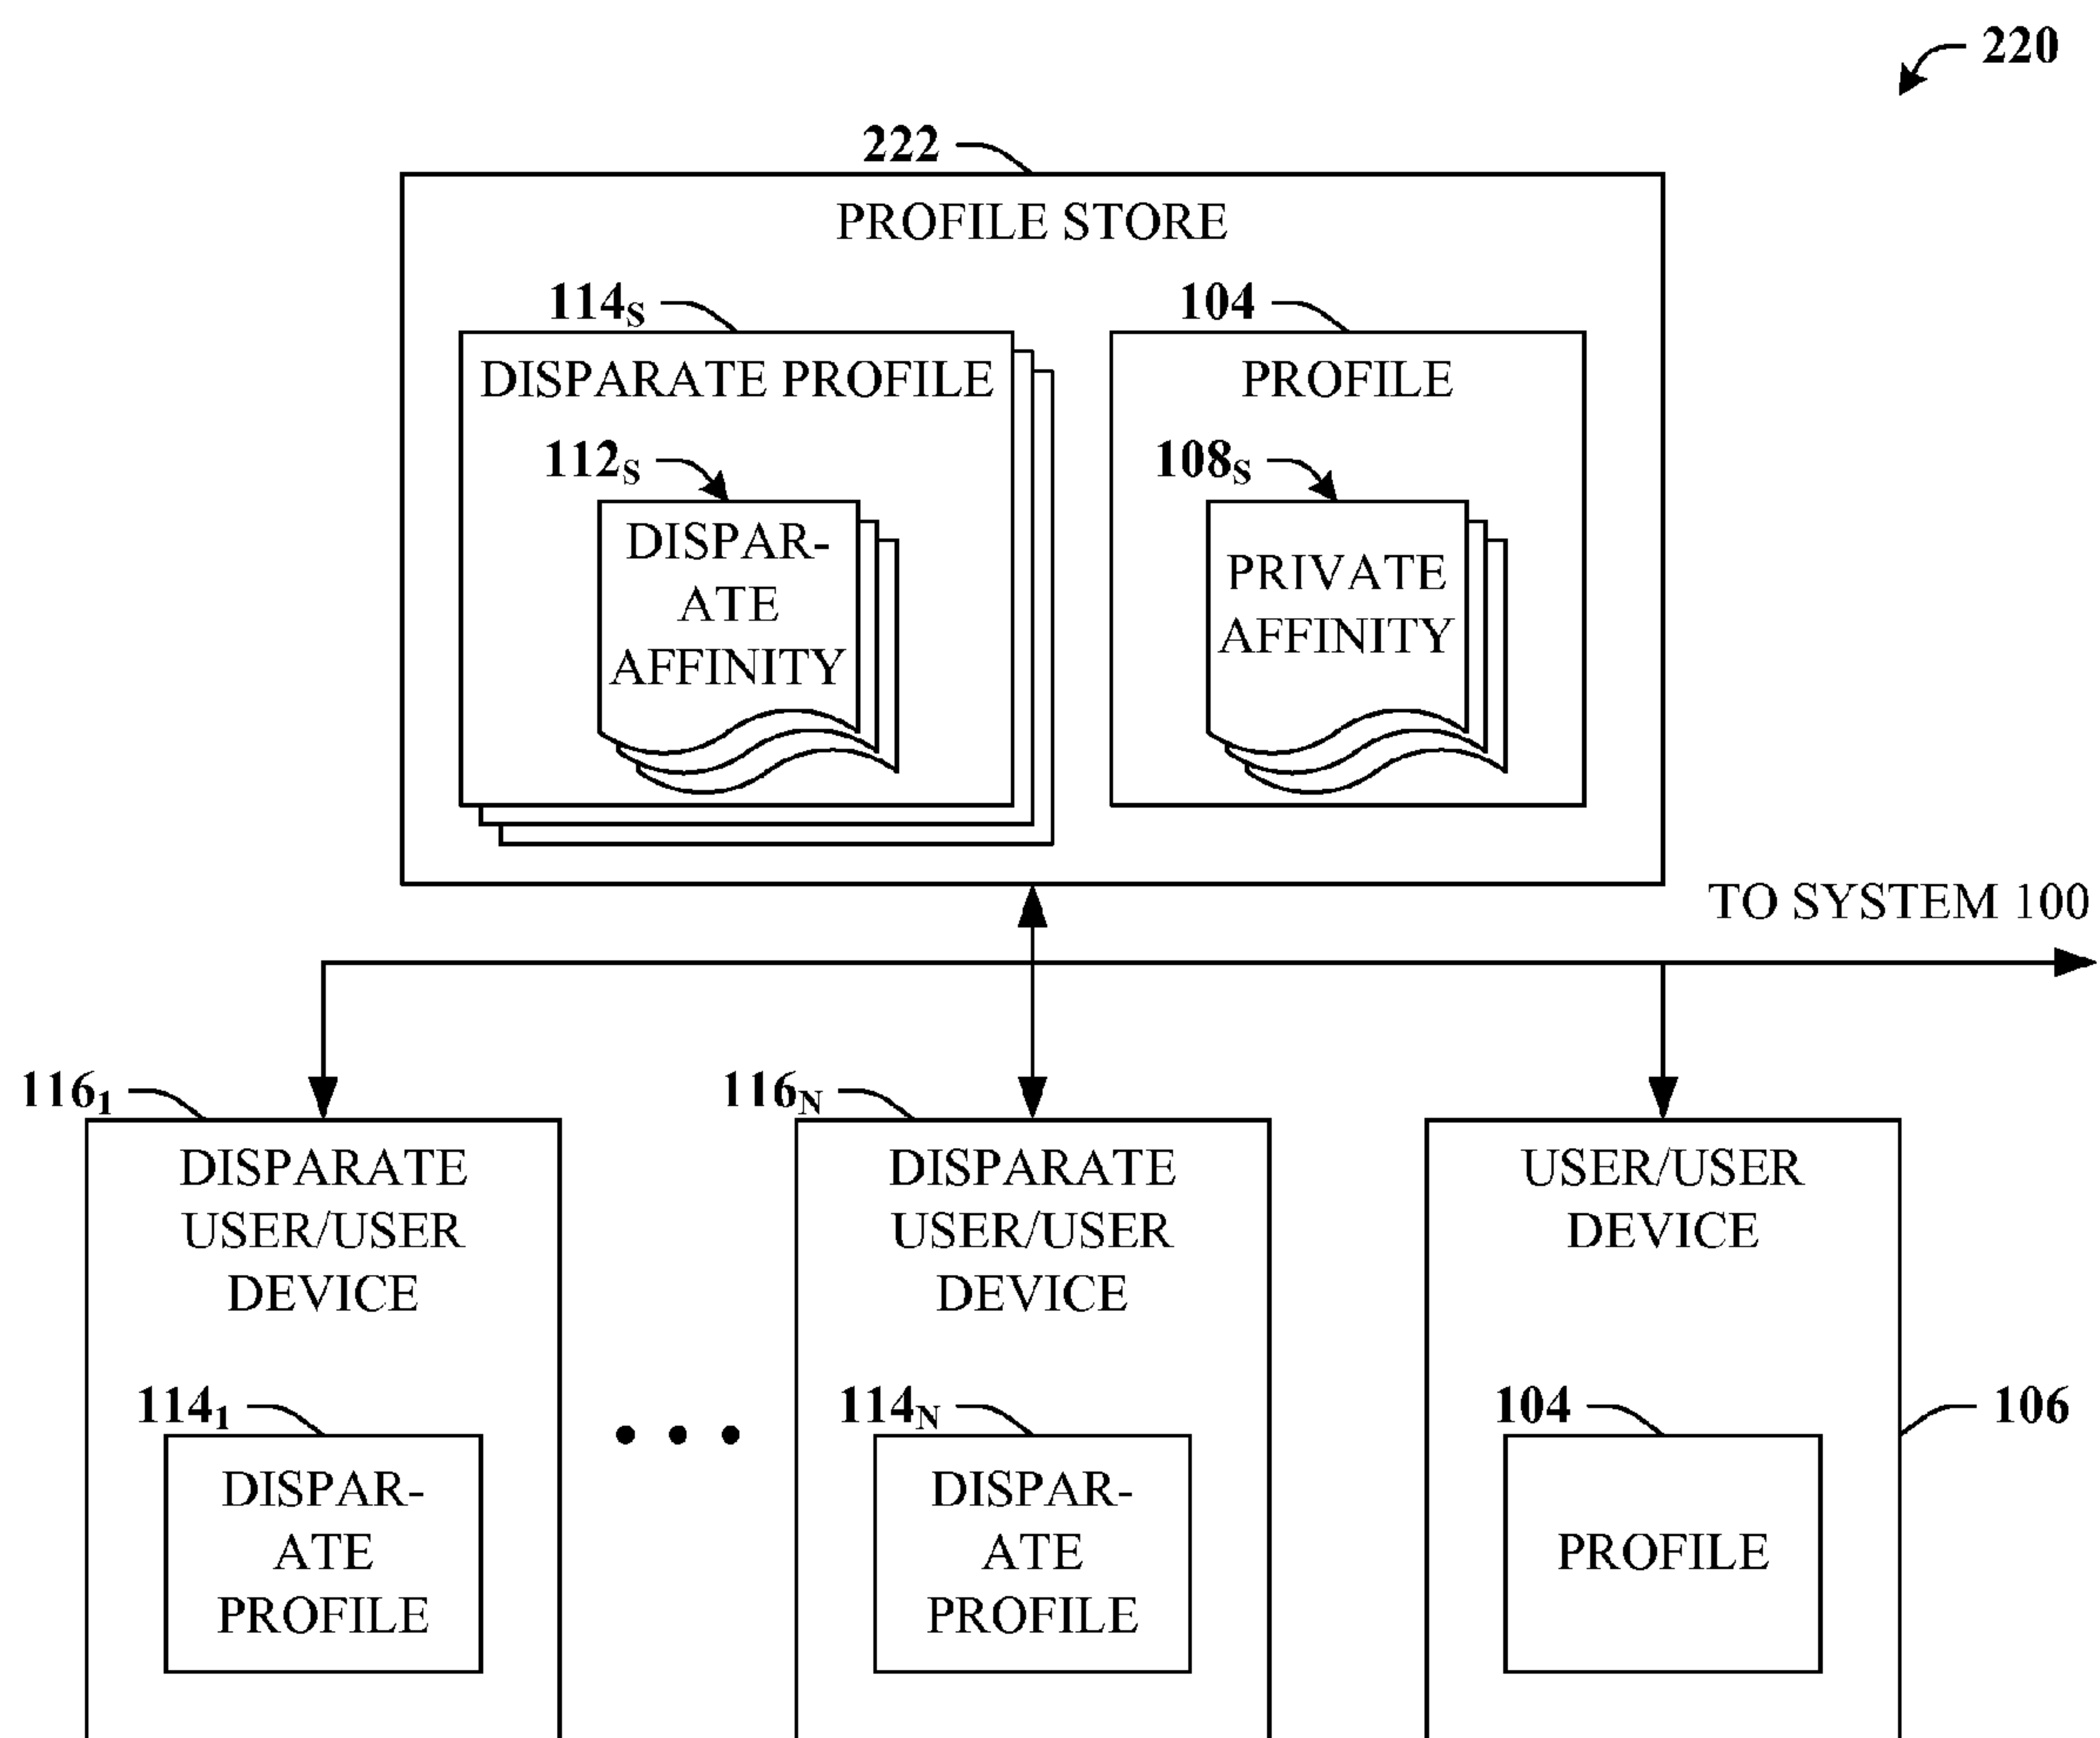 220
222
PROFILE STORE
114S
104
DISPARATE PROFILE
PROFILE
112S
108S
DISPAR-
ATE
AFFINITY
PRIVATE
AFFINITY
TO SYSTEM 100
1161
116N
DISPARATE
USER/USER
DEVICE
DISPARATE
USER/USER
DEVICE
USER/USER
DEVICE
1141
114N
104
106
DISPAR-
ATE
PROFILE
DISPAR-
ATE
PROFILE
PROFILE